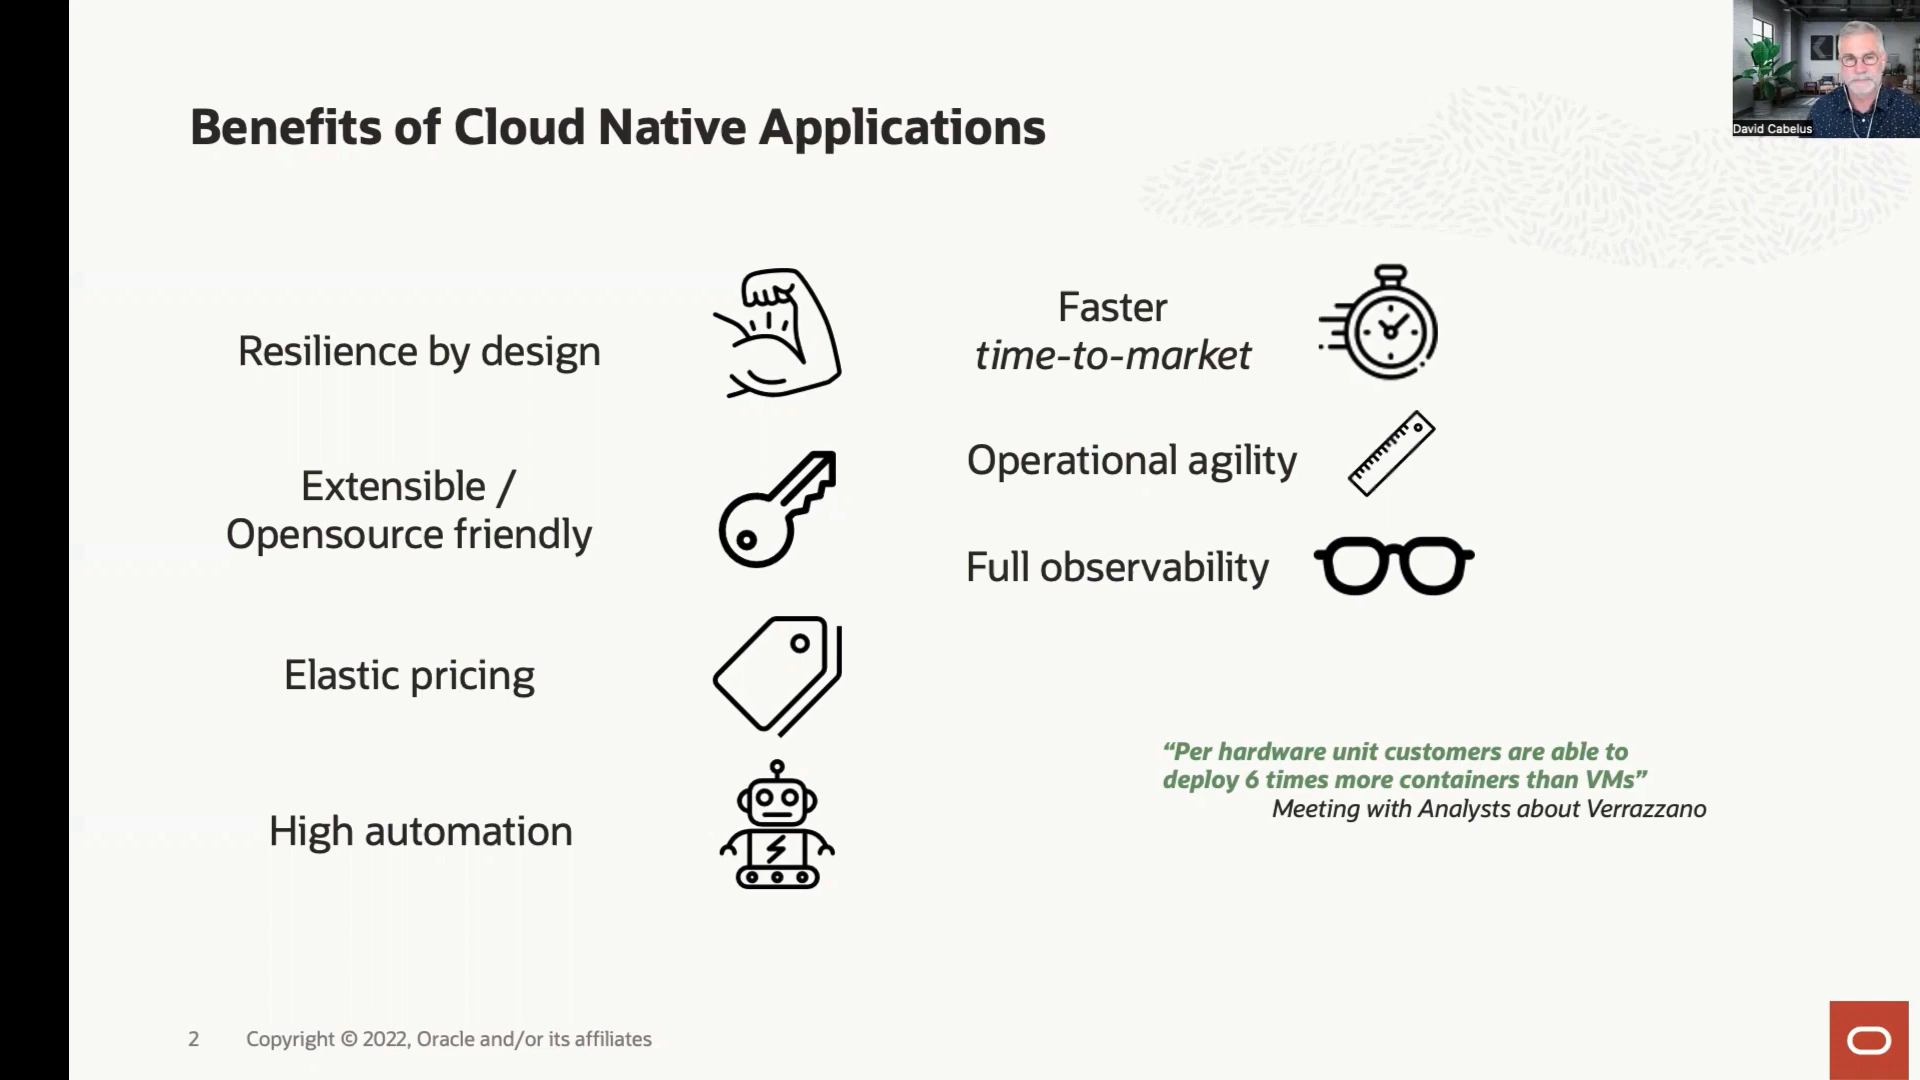 David Cabelus
Benefits of Cloud Native Applications
Resilience by design
Extensible /
Opensource friendly
Elastic pricing
High automation
Faster
time-to-market
Operational agility
Full observability
“Per hardware unit customers are able to
deploy 6 times more containers than VMs”
Meeting with Analysts about Verrazzano
2 Copyright © 2022, Oracle and/or its affiliates